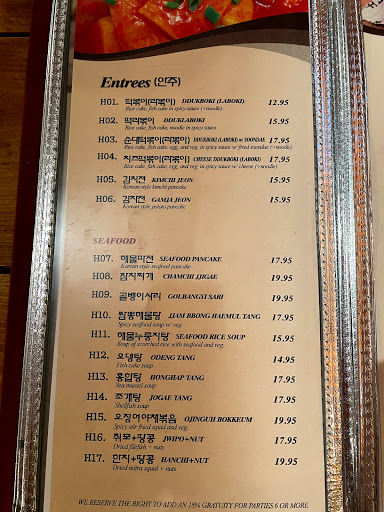 Entrees (안주)
H01. 떡볶이(라볶이) DDUKBOKI (LABOKI) 12.95
Rice cake, fish cake in spicy sauce (+noodle)
H02. 떡라볶이 DDUKLABOKI 15.95
Rice cake, fish cake, noodle, in spicy sauce
H03. 순대떡볶이(라볶이) DDUKBOKI (LABOKI) w SOONDAE 17.95
Rice cake, fish cake, egg, and veg. in spicy sauce w/ fried soondae (+noodle)
H04. 치즈떡볶이(라볶이) CHEESE DDUKBOKI (LABOKI) 17.95
Rice cake, fish cake, egg, and veg. in spicy sauce w/ cheese (+noodle)
H05. 김치전 KIMCHI JEON 15.95
Korean style kimchi pancake
H06. 감자전 GAMJA JEON 15.95
Korean style potato pancake
SEAFOOD
H07. 해물파전 SEAFOOD PANCAKE 17.95
Korean style seafood pancake
H08. 참치찌개 CHAMCHI JJIGAE 19.95
H09. 골뱅이사리 GOLBANGYI SARI 19.95
H10. 짬뽕해물탕 JJAM BBONG HAEMUL TANG 17.95
Spicy seafood soup w/ veg.
H11. 해물누룽지탕 SEAFOOD RICE SOUP 15.95
Soup of scorched rice with seafood and veg.
H12. 오뎅탕 ODENG TANG 14.95
Fish cake soup
H13. 홍합탕 HONGHAP TANG 17.95
Sea mussel soup
H14. 조개탕 JOGAE TANG 17.95
Shellfish soup
H15. 오징어야채볶음 OJINGUH BOKKEUM 19.95
Spicy stir fried squid and veg.
H16. 쥐포+땅콩 JWIPO+NUT 17.95
Dried filefish + nuts
H17. 한치+땅콩 HANCHI+NUT 19.95
Dried mitra squid + nuts
WE RESERVE THE RIGHT TO ADD AN 18% GRATUITY FOR PARTIES 6 OR MORE